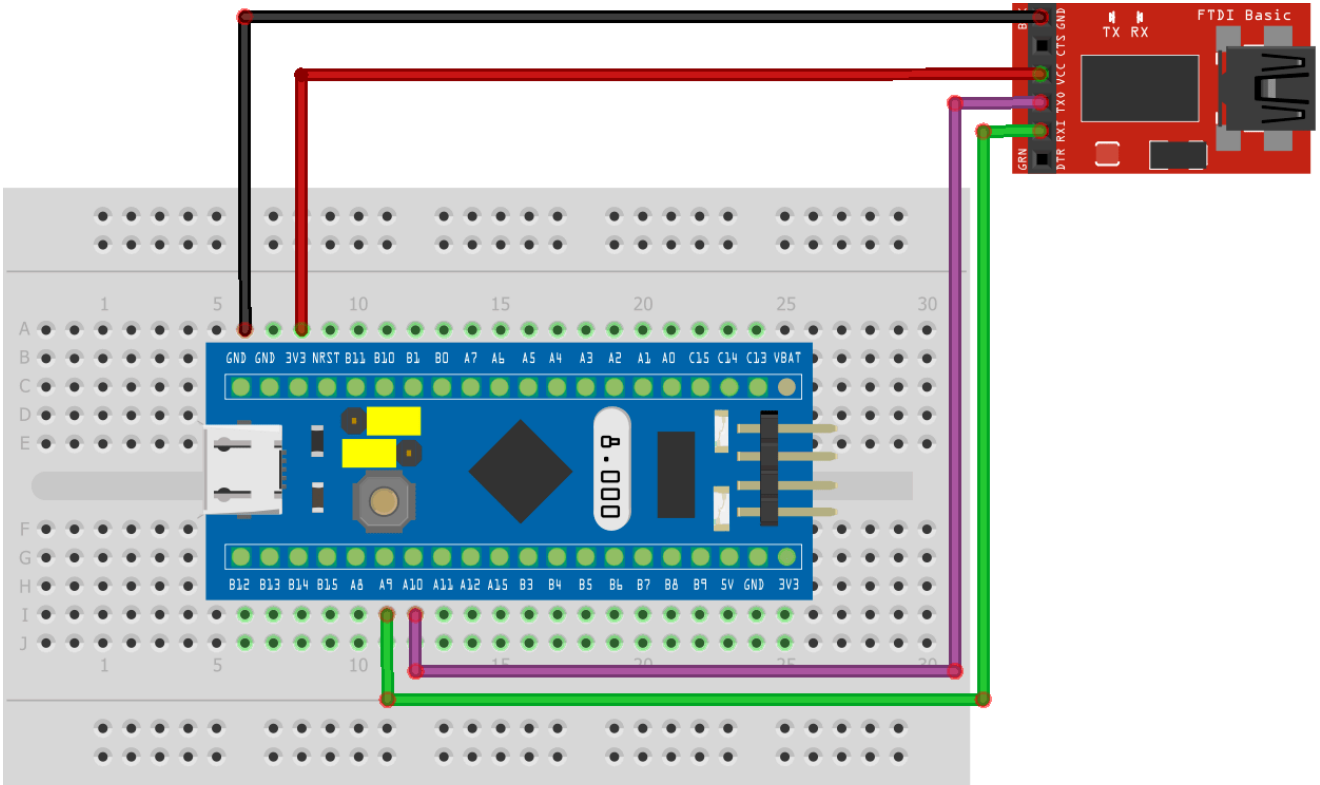 GND FTDI Basic
CTS TX RX
VCC
TXO
RXI
GRN DTR
1 5 10 15 20 25 30
A
B GND GND 3V3 NRST B11 B10 B1 B0 A7 A6 A5 A4 A3 A2 A1 A0 C15 C14 C13 VBAT
C
D
E
8.000
F
G
H B12 B13 B14 B15 A8 A9 A10 A11 A12 A15 B3 B4 B5 B6 B7 B8 B9 5V GND 3V3
I
J
1 5 10 15 20 25 30